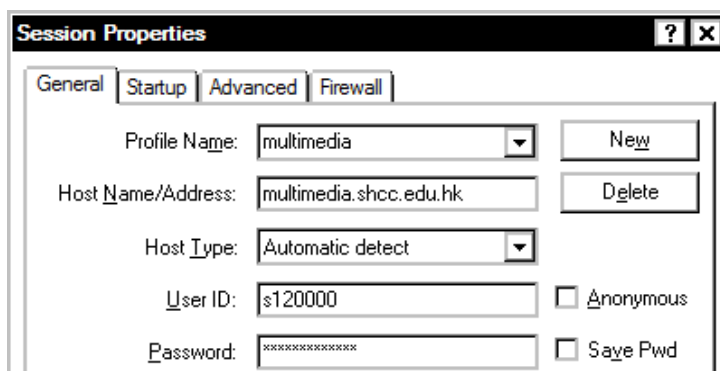 Session Properties ? X
General Startup Advanced Firewall
Profile Name: multimedia New
Host Name/Address: multimedia.shcc.edu.hk Delete
Host Type: Automatic detect
User ID: s120000 Anonymous
Password: ************* Save Pwd